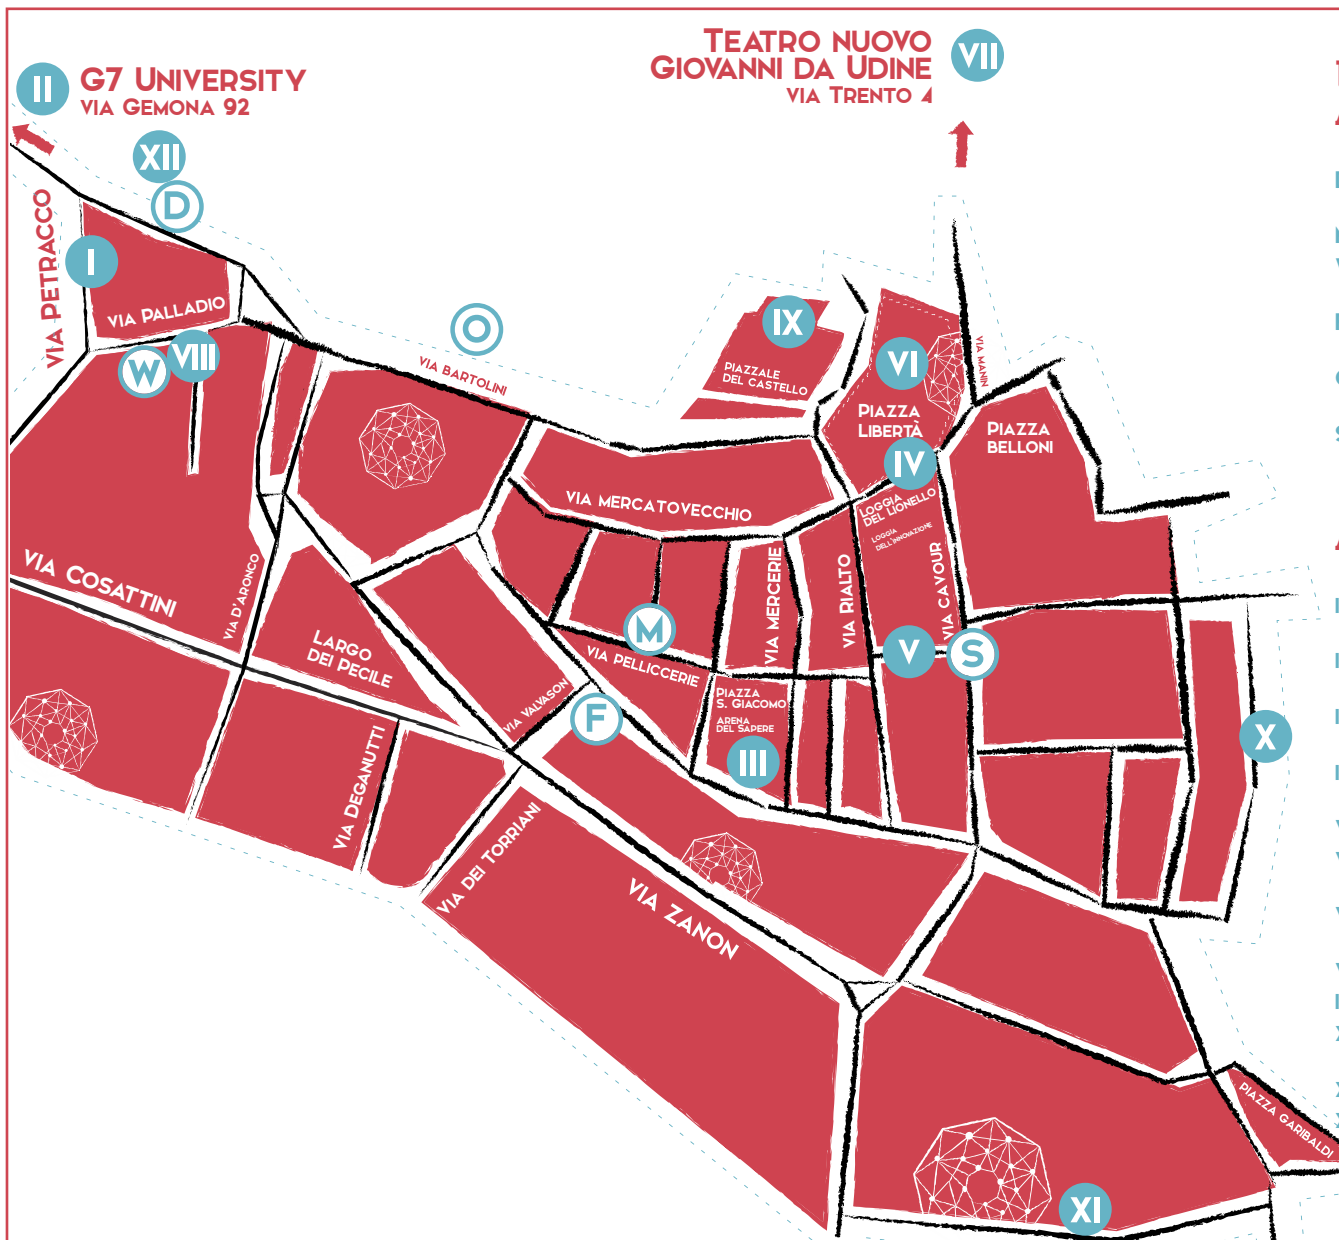 TEATRO NUOVO
GIOVANNI DA UDINE
VIA TRENTO 4
VII
II
G7 UNIVERSITY
VIA GEMONA 92
XII
D
VIA PETRACCO
I
VIA PALLADIO
W
VIII
O
VIA BARTOLINI
IX
PIAZZALE
DEL CASTELLO
VI
PIAZZA
LIBERTÀ
VIA MANIN
PIAZZA
BELLONI
IV
VIA MERCATOVECCHIO
LOGGIA
DEL LIONELLO
LOGGIA
DELL'INNOVAZIONE
VIA CAVOUR
VIA RIALTO
VIA MERCERIE
VIA COSATTINI
VIA D'ARONCO
LARGO
DEI PECILE
M
VIA PELLICCERIE
V
S
VIA VALVASON
F
PIAZZA
S. GIACOMO
ARENA
DEL SAPERE
III
X
VIA DEGANUTTI
VIA DEI TORRIANI
VIA ZANON
PIAZZA GARIBALDI
XI